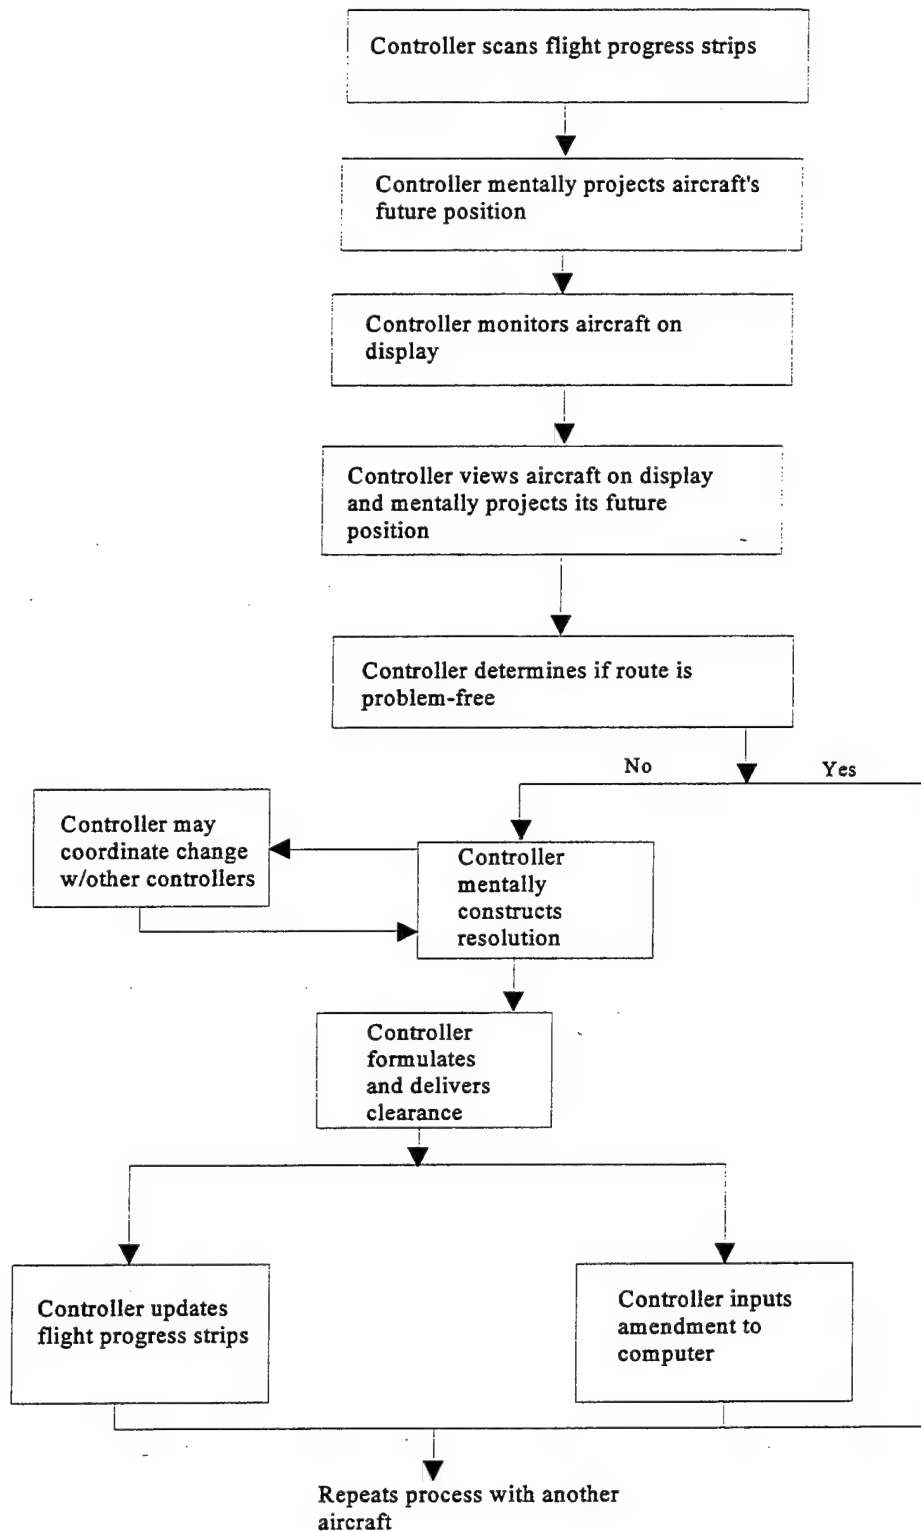 Controller scans flight progress strips
Controller mentally projects aircraft's
future position
Controller monitors aircraft on
display
Controller views aircraft on display
and mentally projects its future
position
Controller determines if route is
problem-free
No
Yes
Controller may
coordinate change
w/other controllers
Controller
mentally
constructs
resolution
Controller
formulates
and delivers
clearance
Controller updates
flight progress strips
Controller inputs
amendment to
computer
Repeats process with another
aircraft